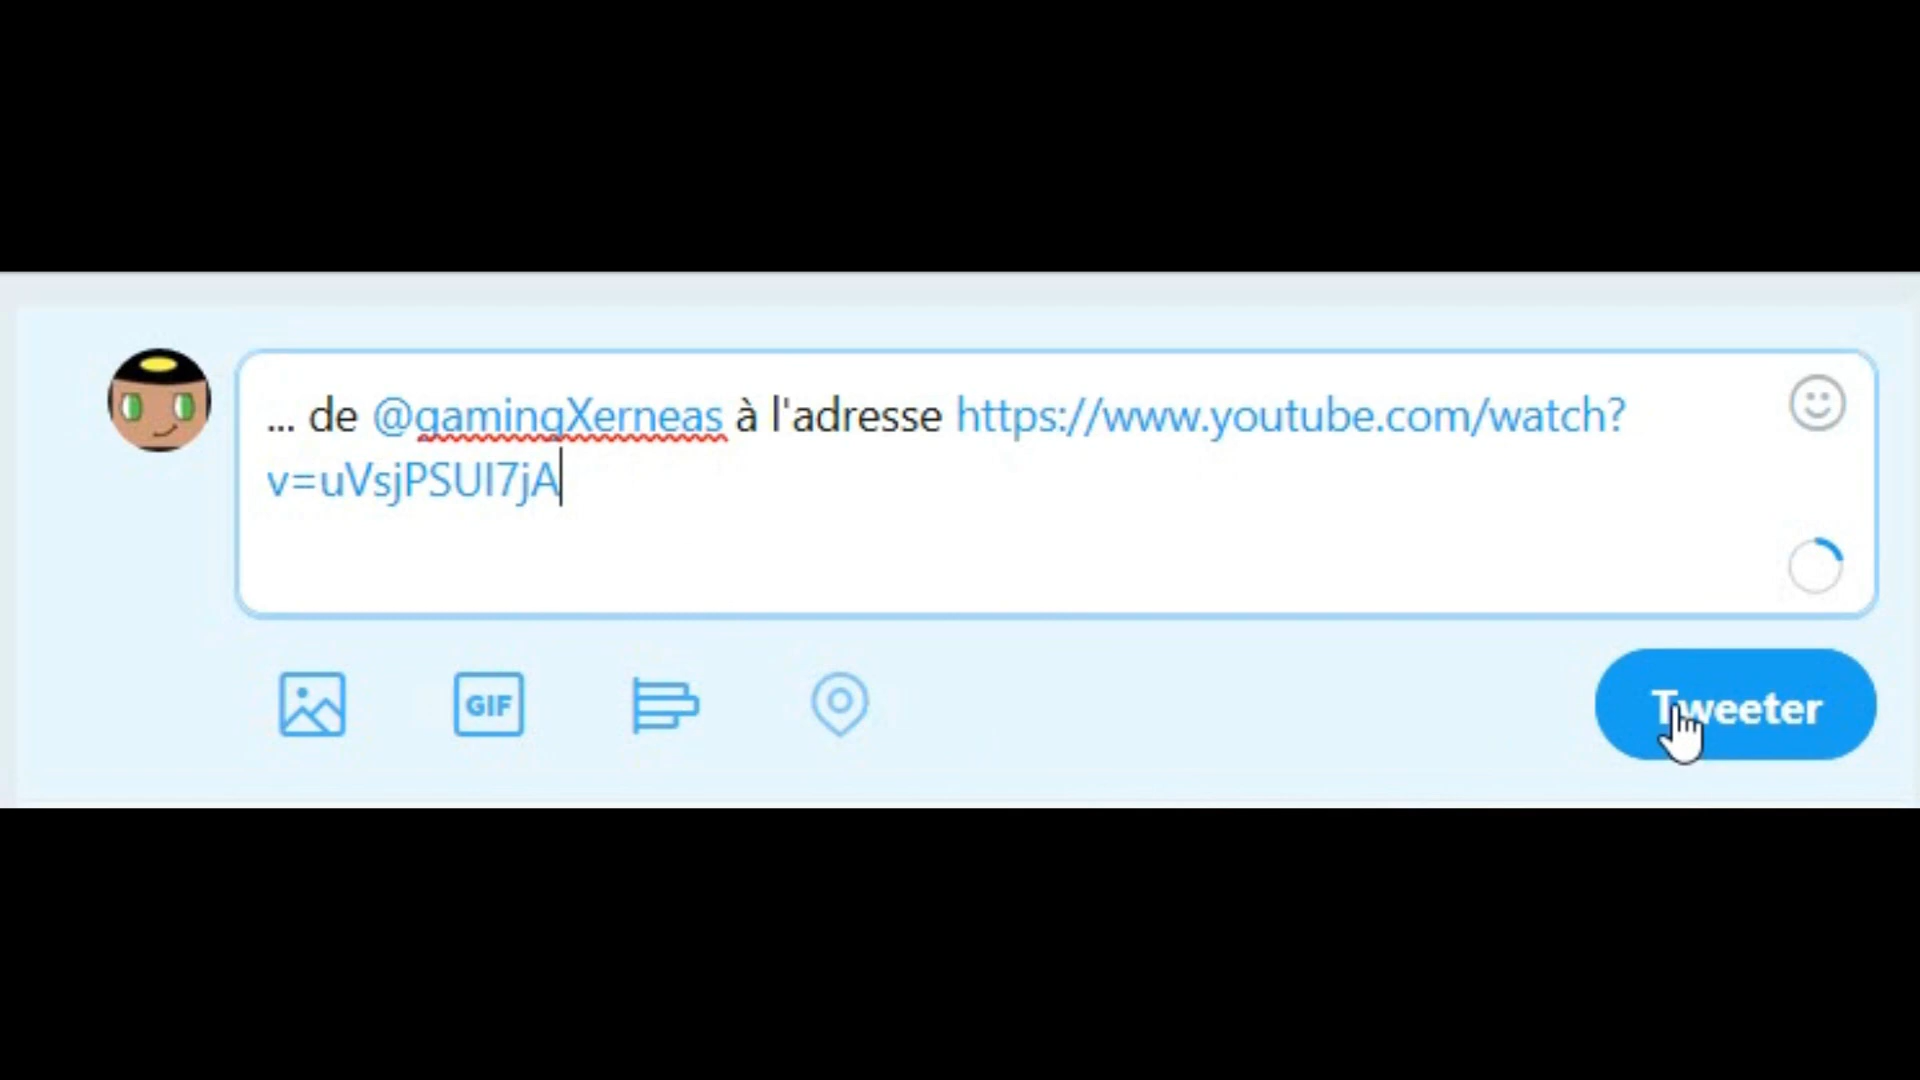 ... de @gamingXerneas à l'adresse https://www.youtube.com/watch?
v=uVsjPSUI7jA
GIF
Tweeter